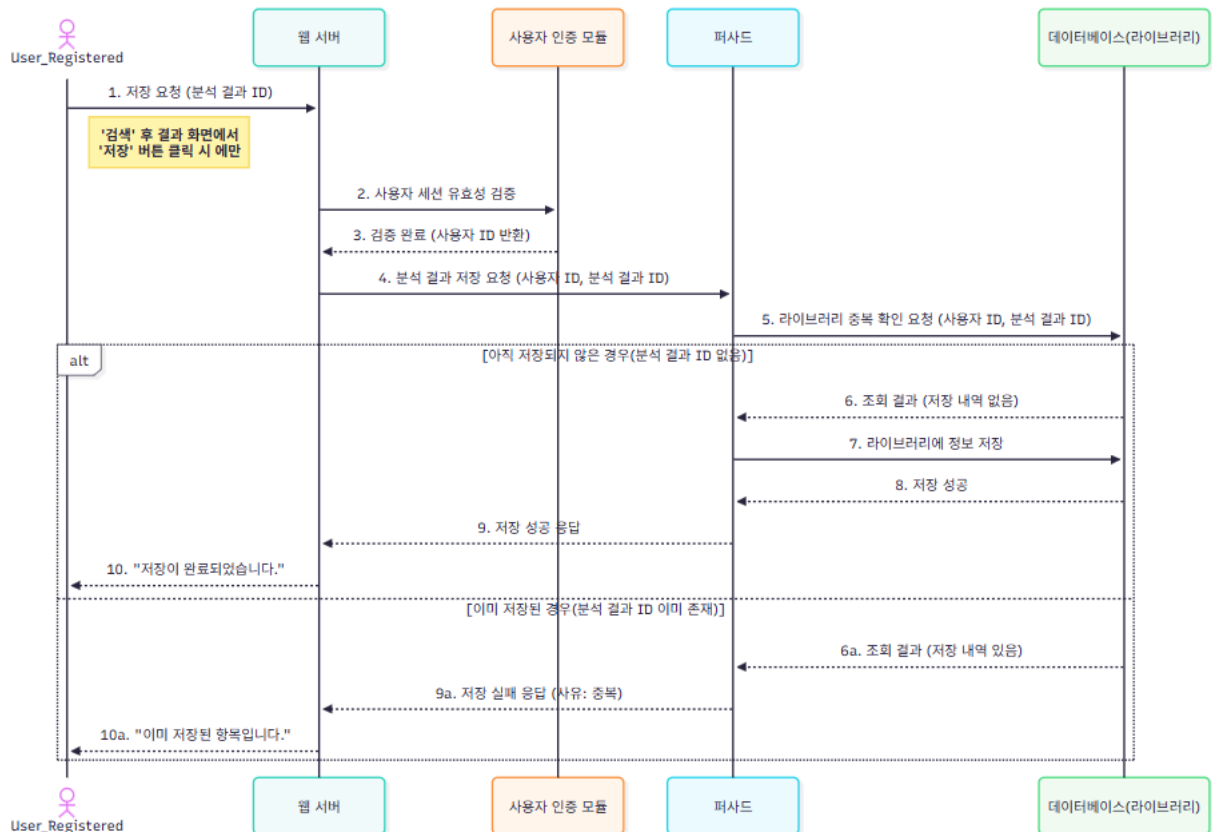 User_Registered
웹 서버
사용자 인증 모듈
퍼사드
데이터베이스(라이브러리)
1. 저장 요청 (분석 결과 ID)
'검색' 후 결과 화면에서
'저장' 버튼 클릭 시 에만
2. 사용자 세션 유효성 검증
3. 검증 완료 (사용자 ID 반환)
4. 분석 결과 저장 요청 (사용자 ID, 분석 결과 ID)
5. 라이브러리 중복 확인 요청 (사용자 ID, 분석 결과 ID)
alt
[아직 저장되지 않은 경우(분석 결과 ID 없음)]
6. 조회 결과 (저장 내역 없음)
7. 라이브러리에 정보 저장
8. 저장 성공
9. 저장 성공 응답
10. "저장이 완료되었습니다."
[이미 저장된 경우(분석 결과 ID 이미 존재)]
6a. 조회 결과 (저장 내역 있음)
9a. 저장 실패 응답 (사유: 중복)
10a. "이미 저장된 항목입니다."
User_Registered
웹 서버
사용자 인증 모듈
퍼사드
데이터베이스(라이브러리)